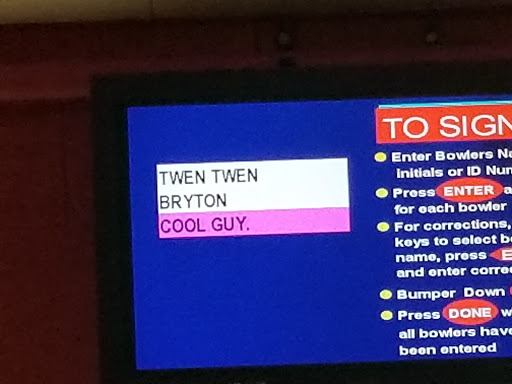 TWEN TWEN
BRYTON
COOL GUY.
TO SIGN
Enter Bowlers
Initials or ID
Press ENTER
for each bowler
For corrections,
keys to select
name, press
and enter
Bumper Down
Press DONE
all bowlers have
been entered